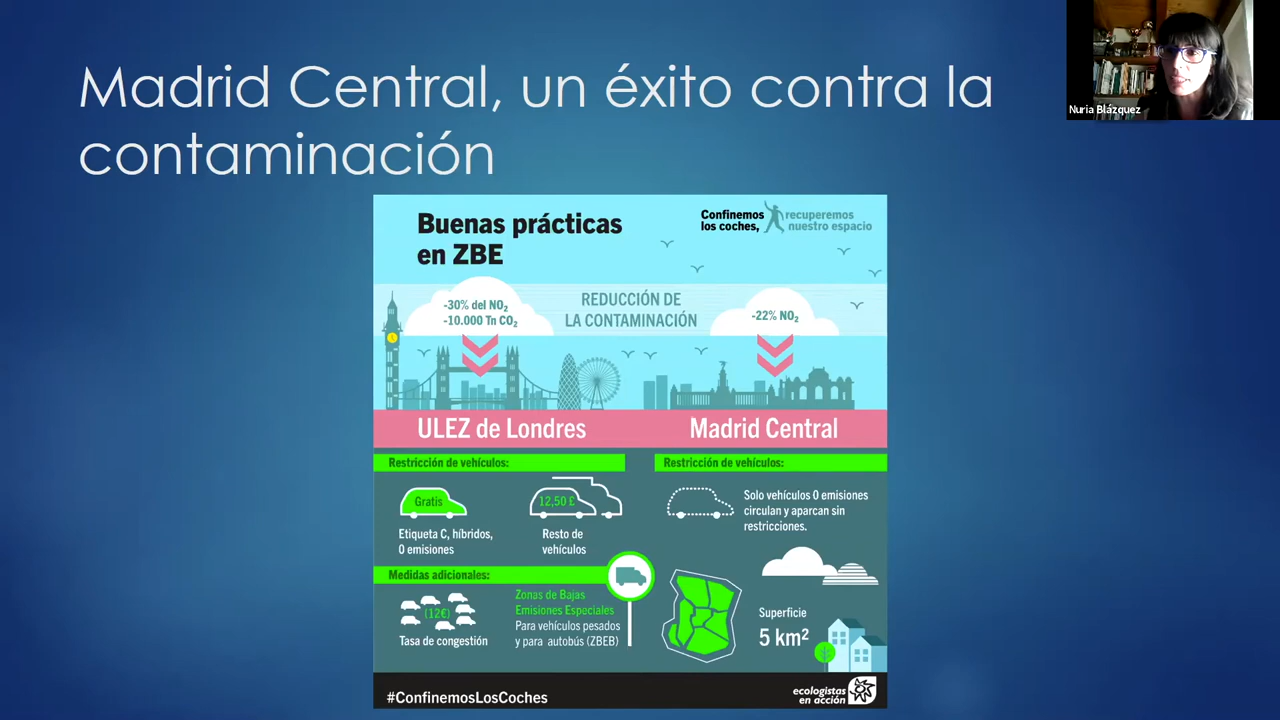 Madrid Central, un éxito contra la
contaminación
Nuria Blázquez
Buenas prácticas
en ZBE
Confinemos
los coches,
recuperemos
nuestro espacio
-30% del NO₂
-10.000 Tn CO₂
REDUCCIÓN DE
LA CONTAMINACIÓN
-22% NO₂
ULEZ de Londres
Madrid Central
Restricción de vehículos:
Gratis
Etiqueta C, híbridos,
0 emisiones
12,50 £
Resto de
vehículos
Medidas adicionales:
(12€)
Tasa de congestión
Zonas de Bajas
Emisiones Especiales
Para vehículos pesados
y para autobús (ZBEB)
Restricción de vehículos:
Solo vehículos 0 emisiones
circulan y aparcan sin
restricciones.
Superficie
5 km²
#ConfinemosLosCoches
ecologistas
en acción